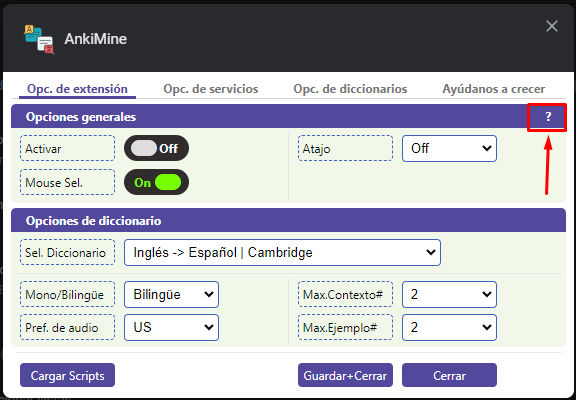 AnkiMine
Opc. de extensión Opc. de servicios Opc. de diccionarios Ayúdanos a crecer
Opciones generales ?
Activar Off Atajo Off
Mouse Sel. On
Opciones de diccionario
Sel. Diccionario Inglés -> Español | Cambridge
Mono/Bilingüe Bilingüe Max.Contexto# 2
Pref. de audio US Max.Ejemplo# 2
Cargar Scripts Guardar+Cerrar Cerrar